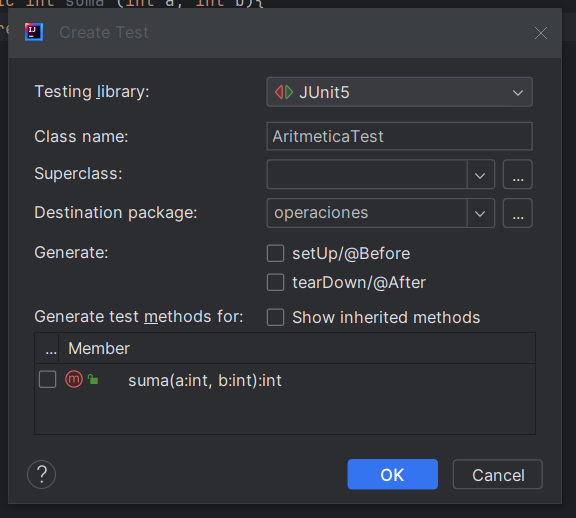 int suma (int a, int b){
re
Create Test
Testing library:
JUnit5
Class name:
AritmeticaTest
Superclass:
...
Destination package:
operaciones
...
Generate:
setUp/@Before
tearDown/@After
Generate test methods for:
Show inherited methods
... Member
suma(a:int, b:int):int
?
OK
Cancel